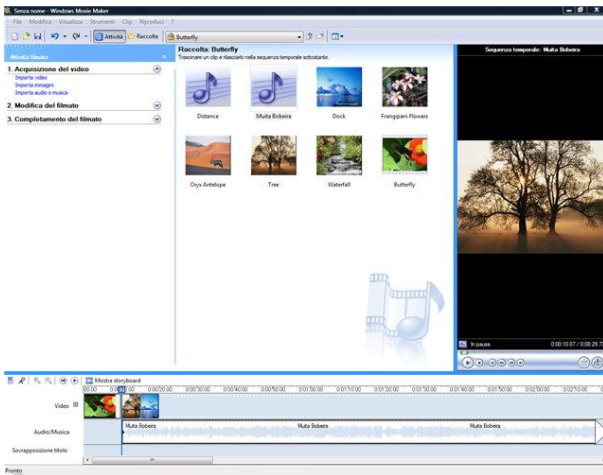 Senza nome - Windows Movie Maker
File Modifica Visualizza Strumenti Clip Riproduci ?
Attività Raccolte Butterfly
Attività filmato
1. Acquisizione del video
Importa video
Importa immagini
Importa audio o musica
2. Modifica del filmato
3. Completamento del filmato
Raccolta: Butterfly
Trascinare un clip e rilasciarlo nella sequenza temporale sottostante.
Distance Muita Bobeira Dock Frangipani Flowers
Oryx Antelope Tree Waterfall Butterfly
Sequenza temporale: Muita Bobeira
In pausa
Mostra storyboard
Video
Audio/Musica
Muita Bobeira Muita Bobeira Muita Bobeira
Sovrapposizione titolo
Pronto